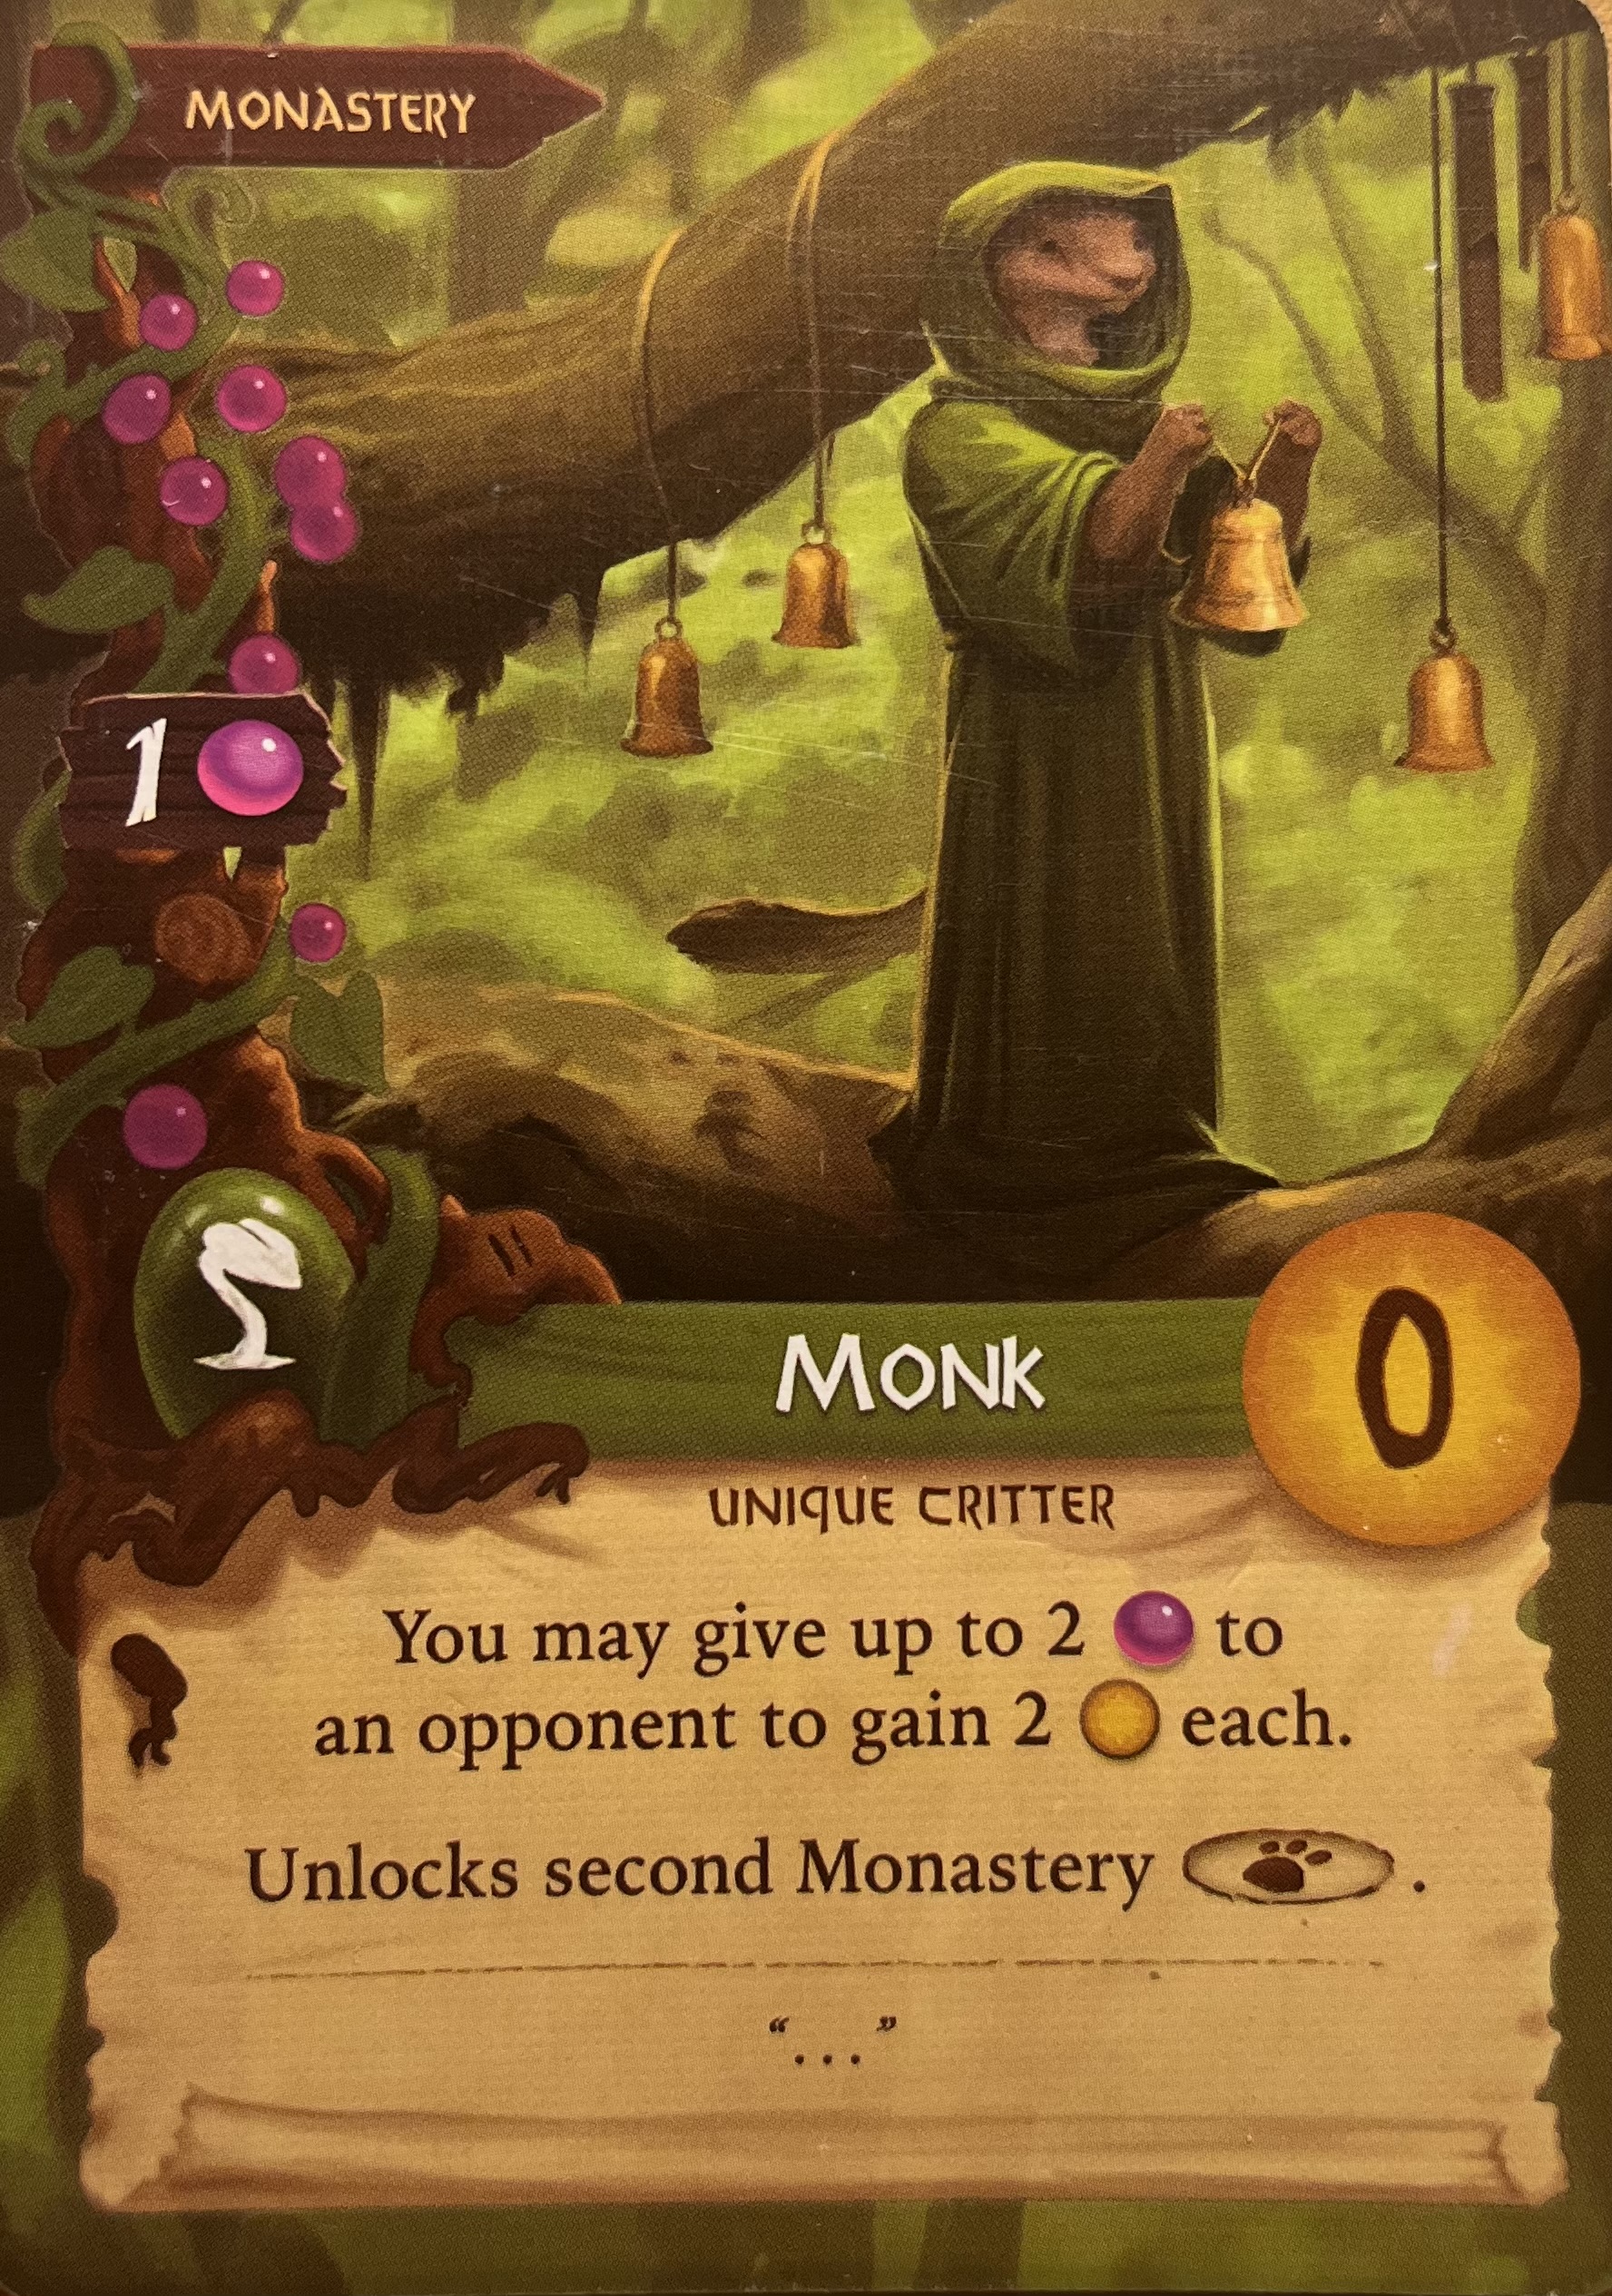 MONASTERY
1
MONK
0
UNIQUE CRITTER
You may give up to 2 to
an opponent to gain 2 each.
Unlocks second Monastery .
“...”